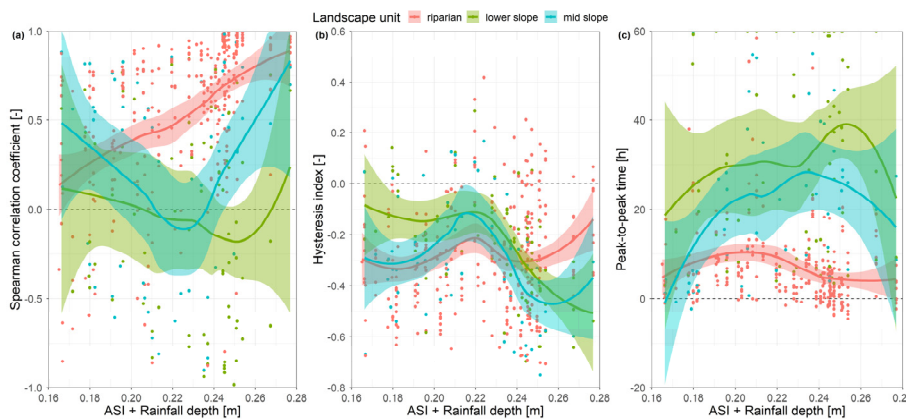 Landscape unit riparian lower slope mid slope
(a)
1.0
0.5
0.0
-0.5
-1.0
Spearman correlation coefficient [-]
0.16 0.18 0.20 0.22 0.24 0.26 0.28
ASI + Rainfall depth [m]
(b)
0.6
0.4
0.2
0.0
-0.2
-0.4
-0.6
-0.8
Hysteresis index [-]
0.16 0.18 0.20 0.22 0.24 0.26 0.28
ASI + Rainfall depth [m]
(c)
60
40
20
0
-20
Peak-to-peak time [h]
0.16 0.18 0.20 0.22 0.24 0.26 0.28
ASI + Rainfall depth [m]